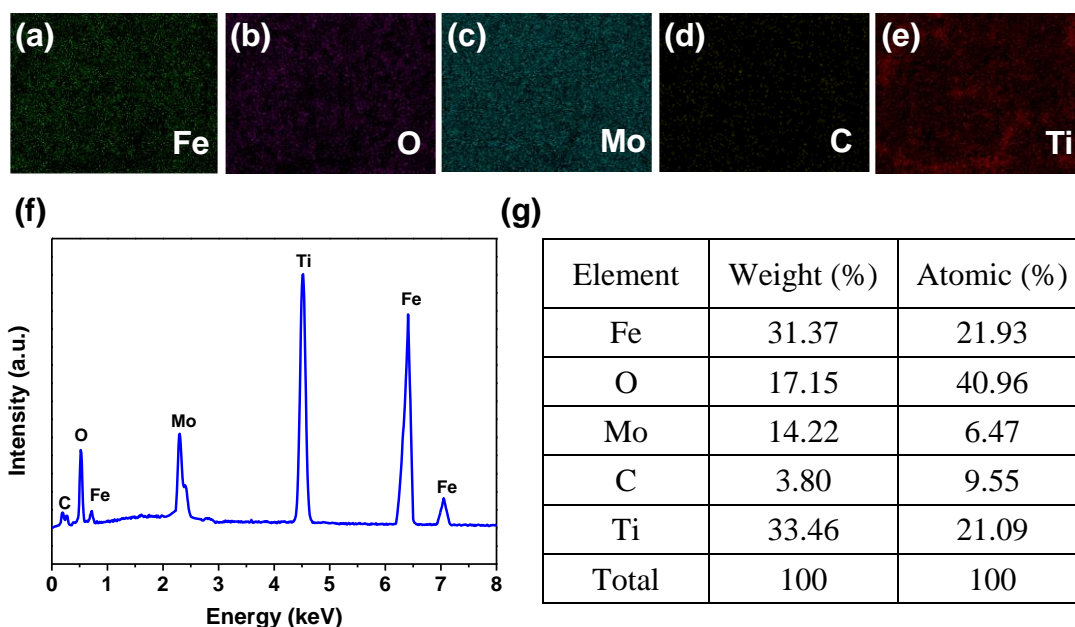 (a) (b) (c) (d) (e)
Fe O Mo C Ti
(f) (g)
Intensity (a.u.)
C
O
Fe
Mo
Ti
Fe
Fe
0 1 2 3 4 5 6 7 8
Energy (keV)
Element Weight (%) Atomic (%)
Fe 31.37 21.93
O 17.15 40.96
Mo 14.22 6.47
C 3.80 9.55
Ti 33.46 21.09
Total 100 100